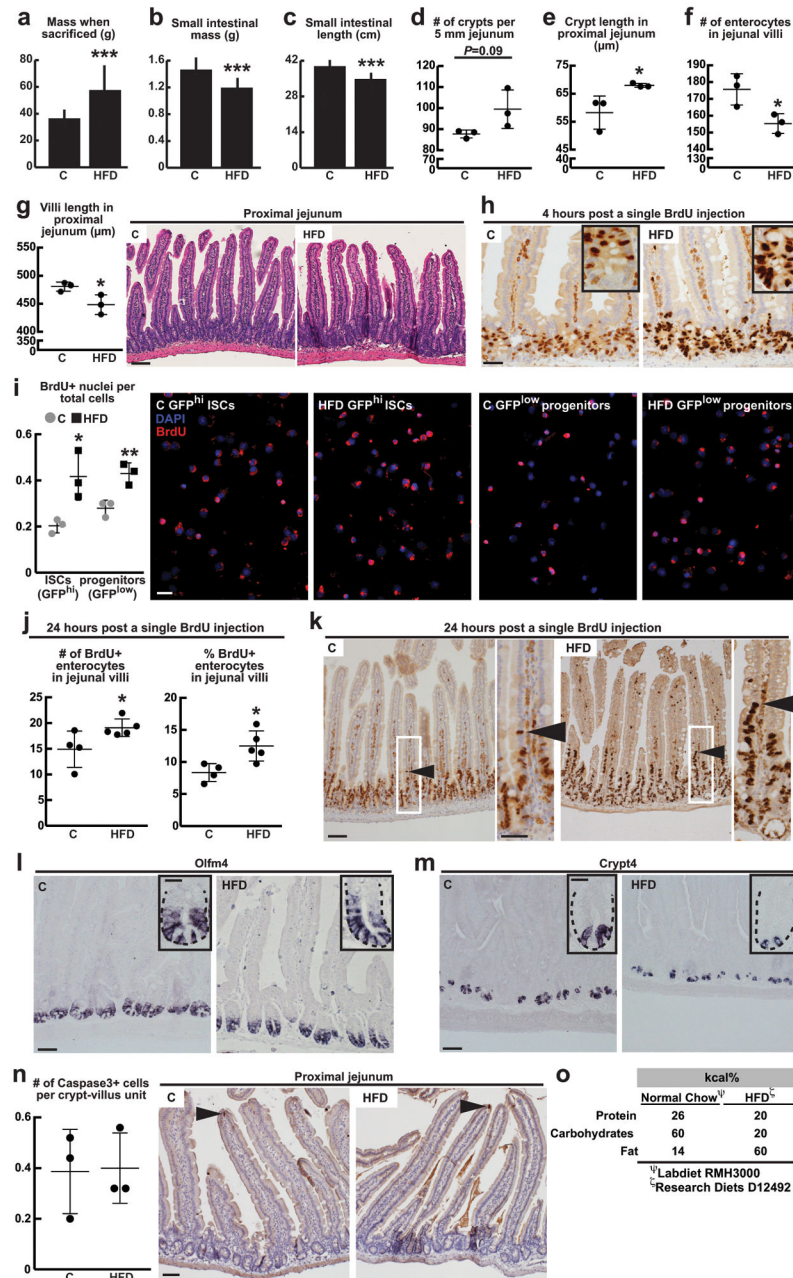 a
Mass when
sacrificed (g)
80
60
40
20
0
***
C HFD
b
Small intestinal
mass (g)
1.6
1.2
0.8
0.4
0
***
C HFD
c
Small intestinal
length (cm)
42
28
14
0
***
C HFD
d
# of crypts per
5 mm jejunum
P=0.09
120
110
100
90
80
70
0
C HFD
e
Crypt length in
proximal jejunum
(µm)
75
65
55
45
40
0
*
C HFD
f
# of enterocytes
in jejunal villi
200
190
180
170
160
150
140
130
0
*
C HFD
g
Villi length in
proximal
jejunum (µm)
550
500
450
400
350
0
*
C HFD
Proximal jejunum
C
HFD
h
4 hours post a single BrdU injection
C
HFD
i
BrdU+ nuclei per
total cells
C HFD
0.6
0.4
0.2
0
*
**
ISCs progenitors
(GFPhi) (GFPlow)
C GFPhi ISCs
DAPI
BrdU
HFD GFPhi ISCs
C GFPlow progenitors
HFD GFPlow progenitors
j
24 hours post a single BrdU injection
# of BrdU+
enterocytes
in jejunal villi
25
20
15
10
5
0
*
C HFD
% BrdU+
enterocytes
in jejunal villi
20
15
10
5
0
*
C HFD
k
24 hours post a single BrdU injection
C
HFD
l
Olfm4
C
HFD
m
Crypt4
C
HFD
n
# of Caspase3+ cells
per crypt-villus unit
0.6
0.4
0.2
0
C HFD
Proximal jejunum
C
HFD
o
kcal%
Normal Chowψ HFDζ
Protein 26 20
Carbohydrates 60 20
Fat 14 60
ψLabdiet RMH3000
ζResearch Diets D12492